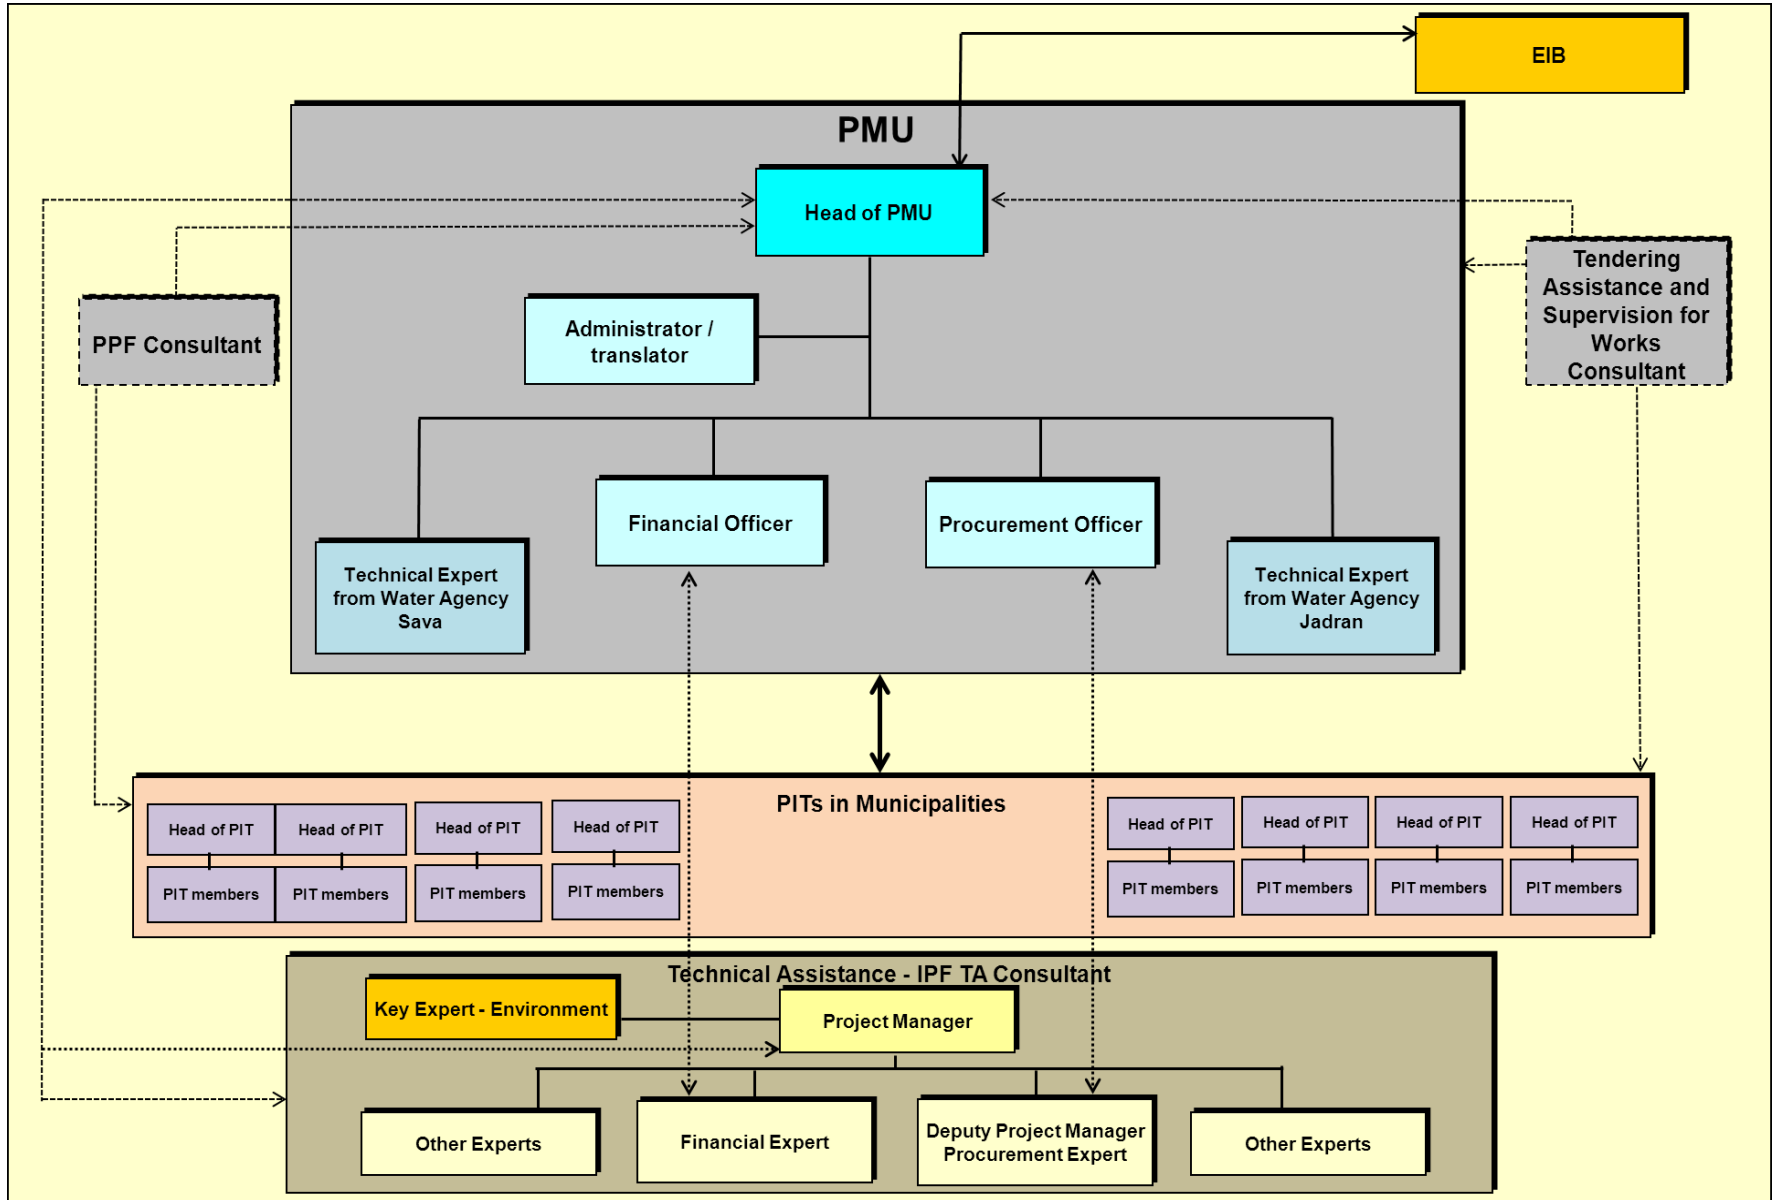 EIB
PMU
Head of PMU
Administrator /
translator
PPF Consultant
Tendering
Assistance and
Supervision for
Works
Consultant
Financial Officer
Procurement Officer
Technical Expert
from Water Agency
Sava
Technical Expert
from Water Agency
Jadran
PITs in Municipalities
Head of PIT
Head of PIT
Head of PIT
Head of PIT
Head of PIT
Head of PIT
Head of PIT
Head of PIT
PIT members
PIT members
PIT members
PIT members
PIT members
PIT members
PIT members
PIT members
Technical Assistance - IPF TA Consultant
Key Expert - Environment
Project Manager
Other Experts
Financial Expert
Deputy Project Manager
Procurement Expert
Other Experts